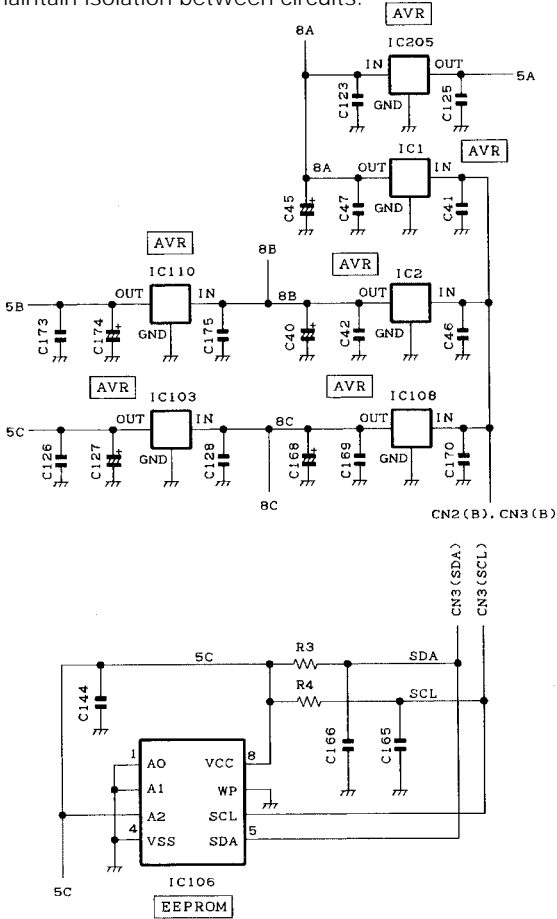 maintain isolation between circuits.
8A
AVR
IC205
IN
OUT
5A
C123
GND
C125
AVR
IC1
8A
OUT
IN
C45
C47
GND
C41
AVR
8B
AVR
IC110
IC2
5B
OUT
IN
8B
OUT
IN
C173
C174
GND
C175
C40
C42
GND
C46
AVR
AVR
IC103
IC108
5C
OUT
IN
8C
OUT
IN
C126
C127
GND
C128
C168
C169
GND
C170
8C
CN2(B), CN3(B)
CN3(SDA)
CN3(SCL)
R3
5C
SDA
R4
SCL
C144
C166
C165
1
A0
VCC
8
A1
WP
A2
SCL
4
VSS
SDA
5
5C
IC106
EEPROM